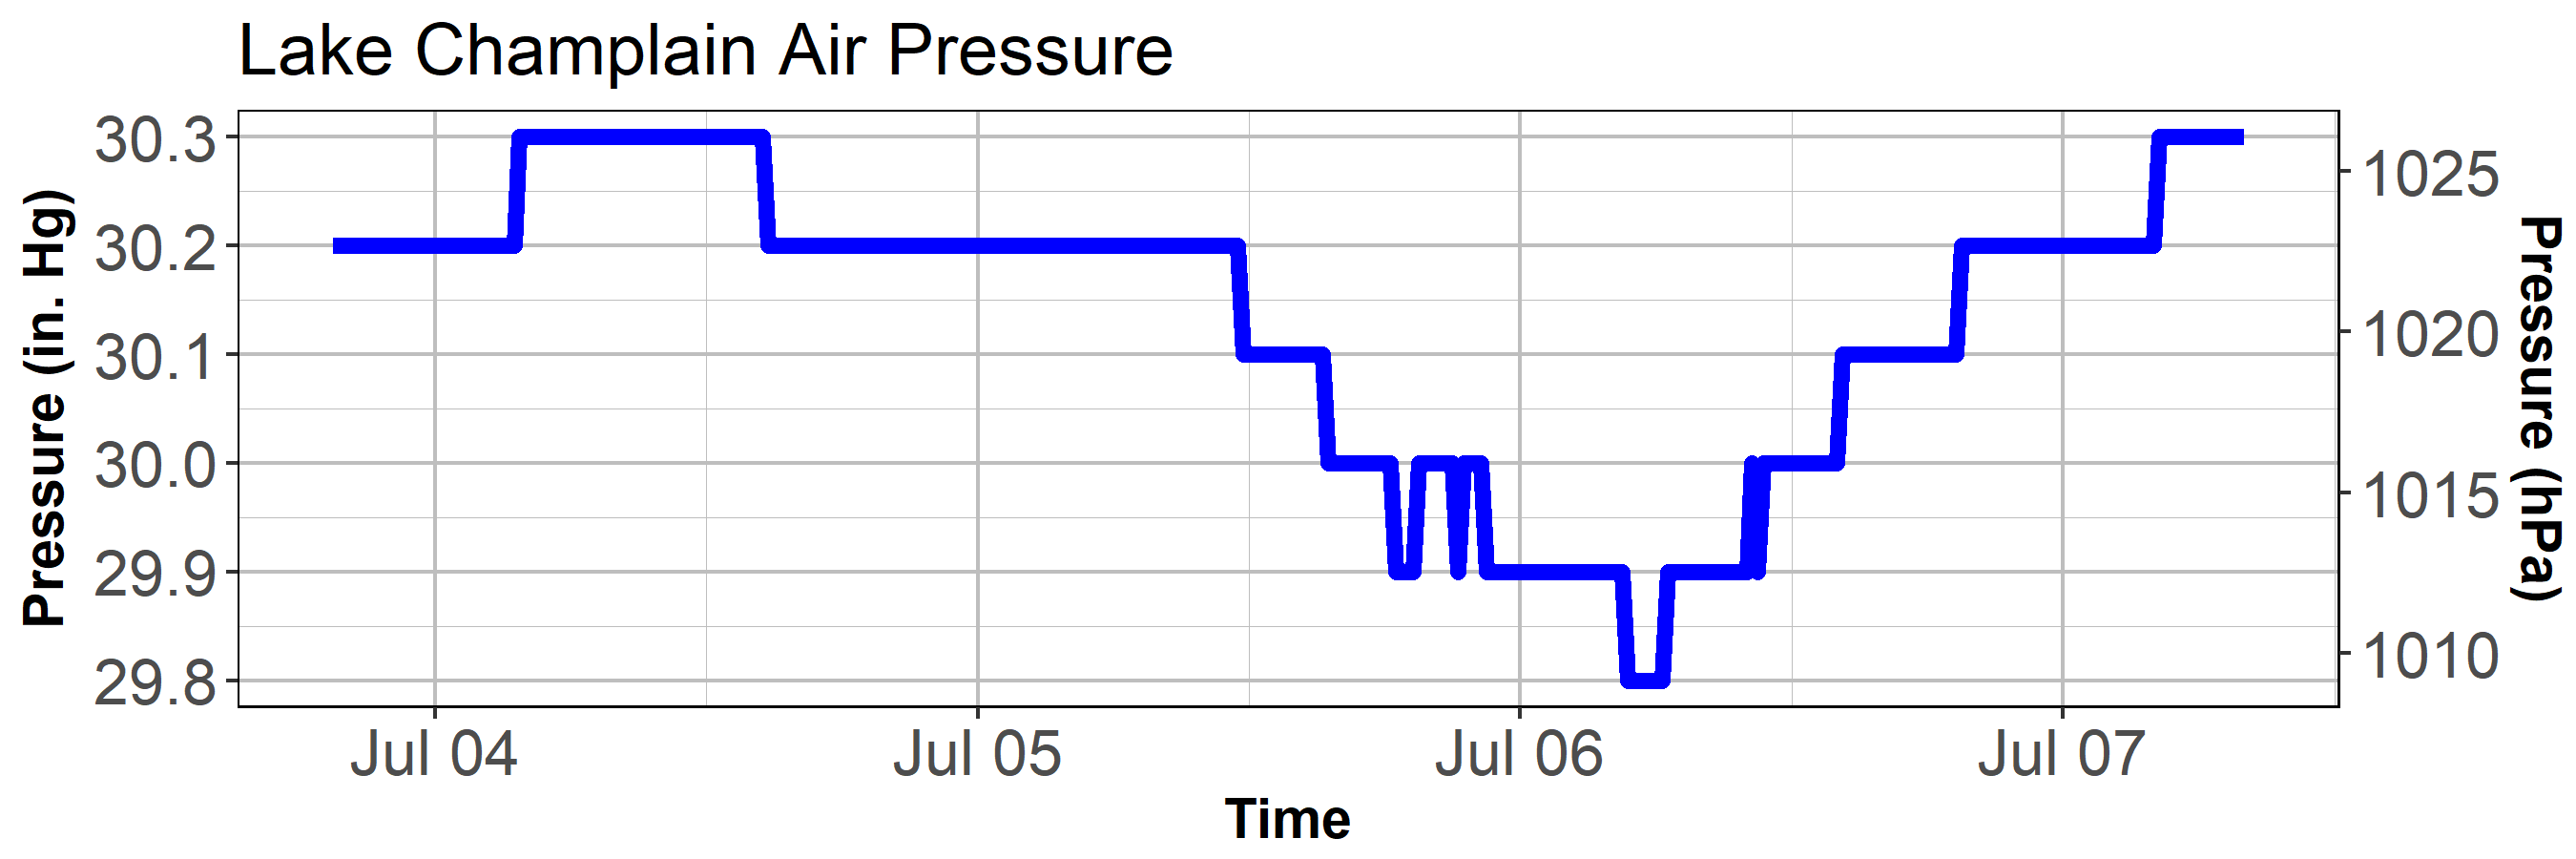 Lake Champlain Air Pressure
Pressure (in. Hg)
30.3
30.2
30.1
30.0
29.9
29.8
1025
1020
1015
1010
Pressure (hPa)
Jul 04 Jul 05 Jul 06 Jul 07
Time